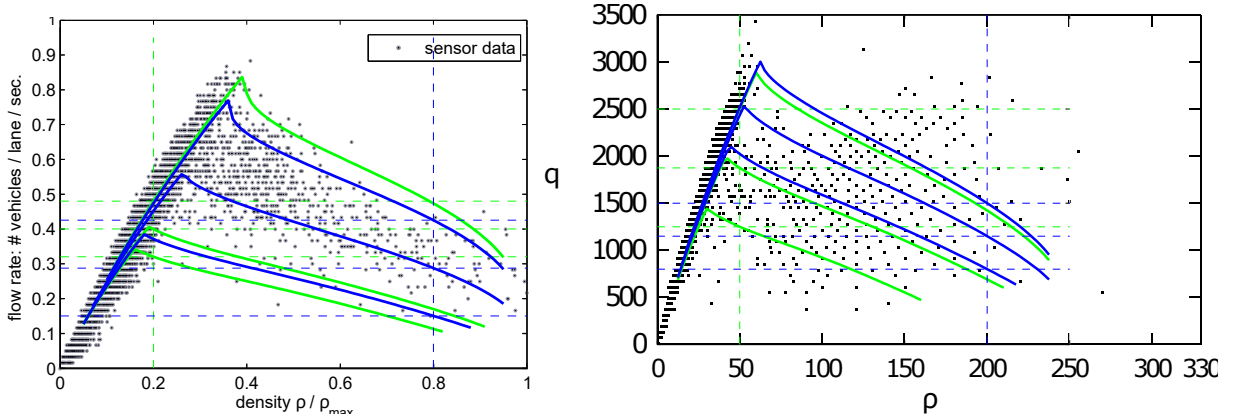 1
0.9
0.8
0.7
0.6
0.5
0.4
0.3
0.2
0.1
0
flow rate: # vehicles / lane / sec.
sensor data
0 0.2 0.4 0.6 0.8 1
density ρ / ρmax
3500
3000
2500
2000
1500
1000
500
0
q
0 50 100 150 200 250 300 330
ρ